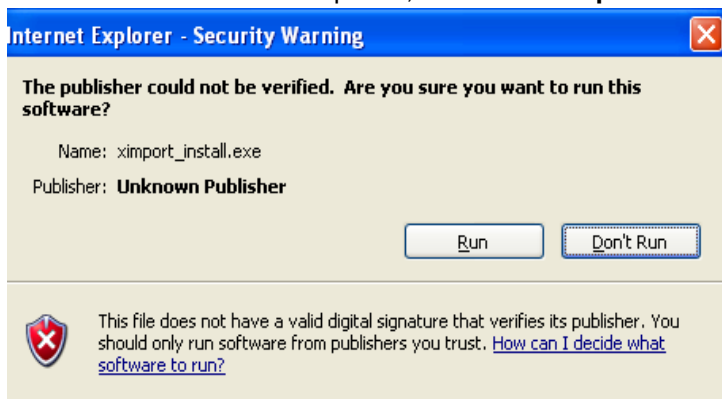 Internet Explorer - Security Warning
The publisher could not be verified. Are you sure you want to run this
software?
Name: ximport_install.exe
Publisher: Unknown Publisher
Run Don't Run
This file does not have a valid digital signature that verifies its publisher. You
should only run software from publishers you trust. How can I decide what
software to run?